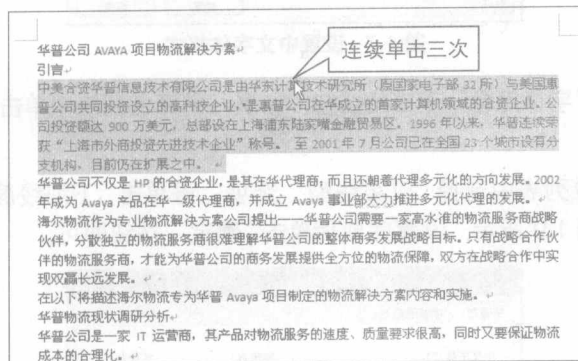 连续单击三次
华普公司 AVAYA 项目物流解决方案
引言
中美合资华普信息技术有限公司是由华东计算技术研究所（原国家电子部 32 所）与美国惠
普公司共同投资设立的高科技企业，是惠普公司在华成立的首家计算机领域的合资企业。公
司投资额达 900 万美元，总部设在上海浦东陆家嘴金融贸易区。1996 年以来，华普连续荣
获“上海市外商投资先进技术企业”称号。 至 2001 年 7 月公司已在全国 23 个城市设有分
支机构，目前仍在扩展之中。
华普公司不仅是 HP 的合资企业，是其在华代理商；而且还朝着代理多元化的方向发展。2002
年成为 Avaya 产品在华一级代理商，并成立 Avaya 事业部大力推进多元化代理的发展。
海尔物流作为专业物流解决方案公司提出——华普公司需要一家高水准的物流服务商战略
伙伴，分散独立的物流服务商很难理解华普公司的整体商务发展战略目标。只有战略合作伙
伴的物流服务商，才能为华普公司的商务发展提供全方位的物流保障，双方在战略合作中实
现双赢长远发展。
在以下将描述海尔物流专为华普 Avaya 项目制定的物流解决方案内容和实施。
华普物流现状调研分析
华普公司是一家 IT 运营商，其产品对物流服务的速度、质量要求很高，同时又要保证物流
成本的合理化。